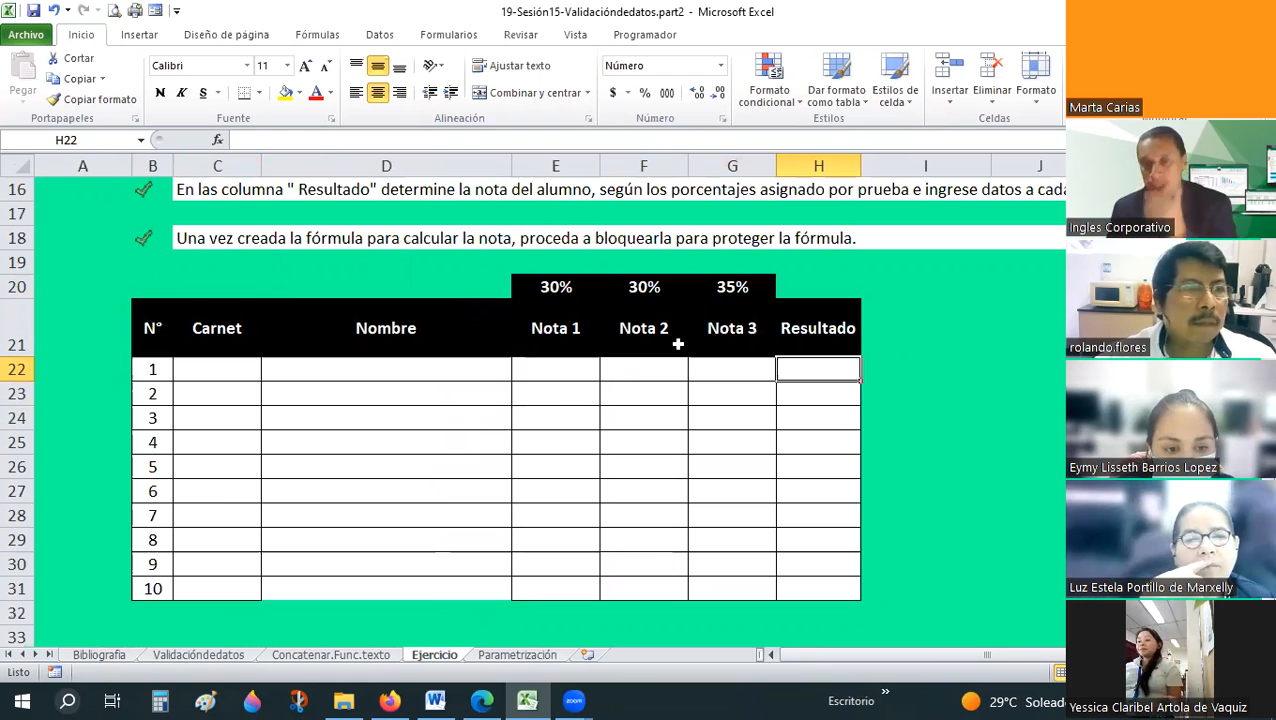 19-Sesión15-Validacióndedatos.part2 - Microsoft Excel
Archivo Inicio Insertar Diseño de página Fórmulas Datos Formularios Revisar Vista Programador
Pegar
Cortar
Copiar
Copiar formato
Portapapeles
Calibri 11
N K S
Fuente
Ajustar texto
Combinar y centrar
Alineación
Número
$ % 000
Número
Formato condicional
Dar formato como tabla
Estilos de celda
Estilos
Insertar Eliminar Formato
Celdas
H22 fx
A B C D E F G H I J
16 En las columna " Resultado" determine la nota del alumno, según los porcentajes asignado por prueba e ingrese datos a cada
17
18 Una vez creada la fórmula para calcular la nota, proceda a bloquearla para proteger la fórmula.
19
20 30% 30% 35%
21 N° Carnet Nombre Nota 1 Nota 2 Nota 3 Resultado
22 1
23 2
24 3
25 4
26 5
27 6
28 7
29 8
30 9
31 10
32
33
Bibliografia Validacióndedatos Concatenar.Func.texto Ejercicio Parametrización
Listo
Escritorio » 29°C Solead
Marta Carias
Ingles Corporativo
rolando.flores
Eymy Lisseth Barrios Lopez
Luz Estela Portillo de Marxelly
Yessica Claribel Artola de Vaquiz